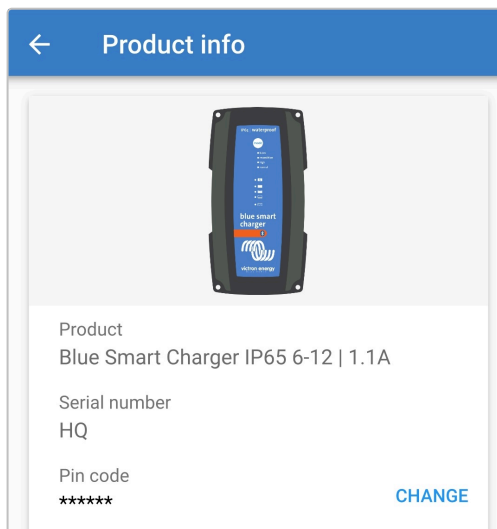 Product info
IP65 waterproof
blue smart
charger
victron energy
Product
Blue Smart Charger IP65 6-12 | 1.1A
Serial number
HQ
Pin code
******
CHANGE